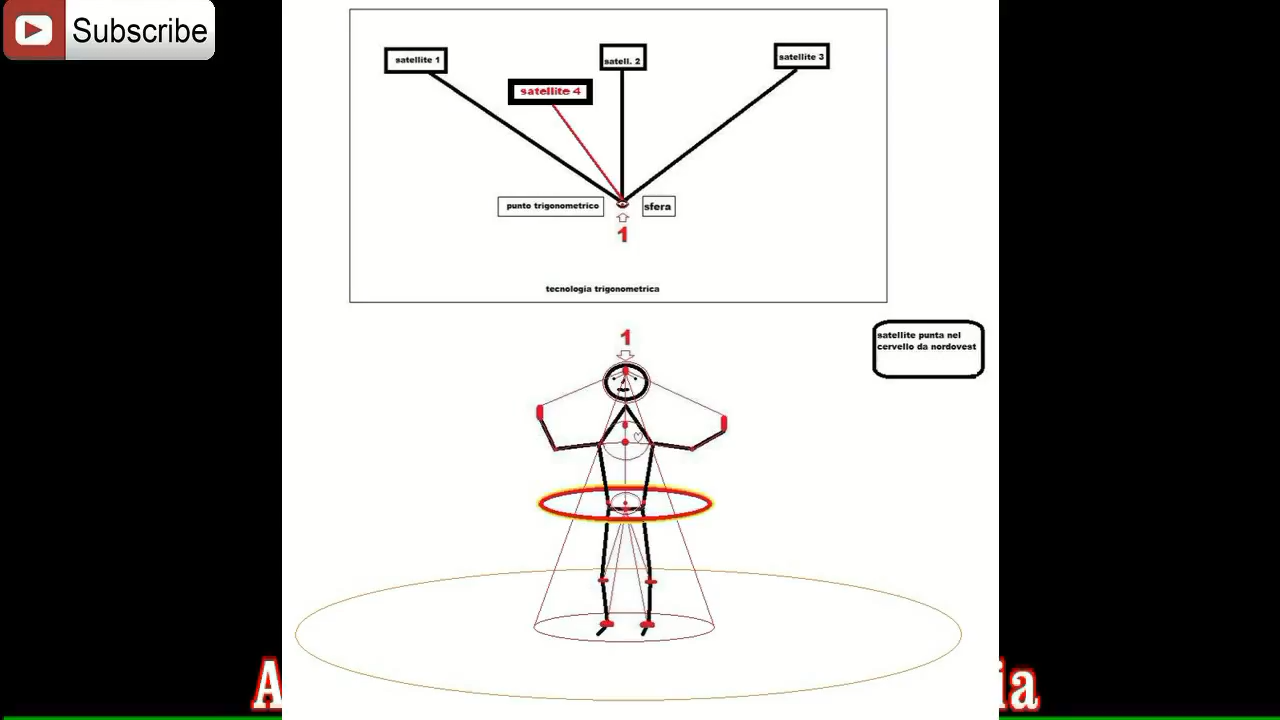 Subscribe
satellite 1
satell. 2
satellite 3
satellite 4
punto trigonometrico
sfera
1
tecnologia trigonometrica
1
satellite punta nel
cervello da nordovest
A
ia